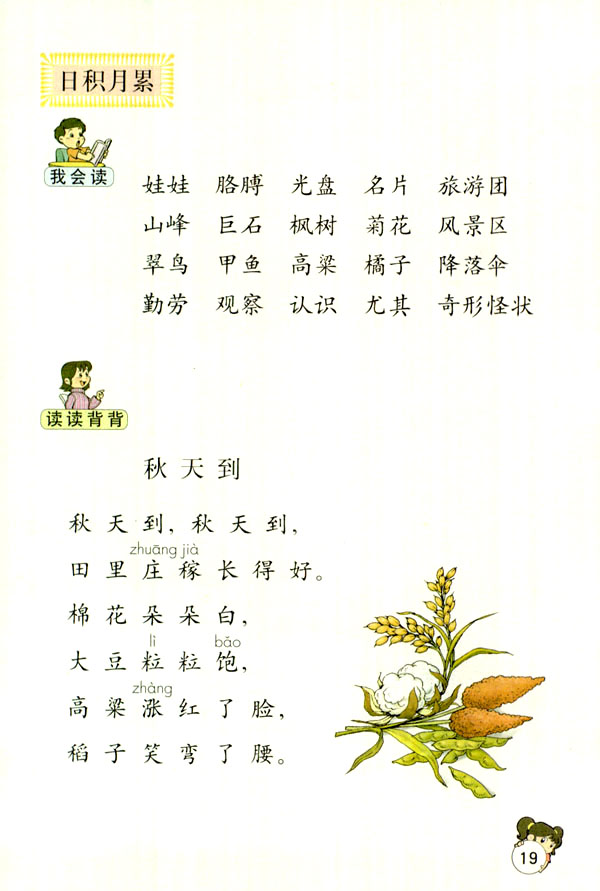 日积月累
我会读
娃娃 胳膊 光盘 名片 旅游团
山峰 巨石 枫树 菊花 风景区
翠鸟 甲鱼 高粱 橘子 降落伞
勤劳 观察 认识 尤其 奇形怪状
读读背背
秋天到
秋天到，秋天到，
zhuāng jià
田里庄稼长得好。
棉花朵朵白，
lì bǎo
大豆粒粒饱，
zhàng
高粱涨红了脸，
稻子笑弯了腰。
19